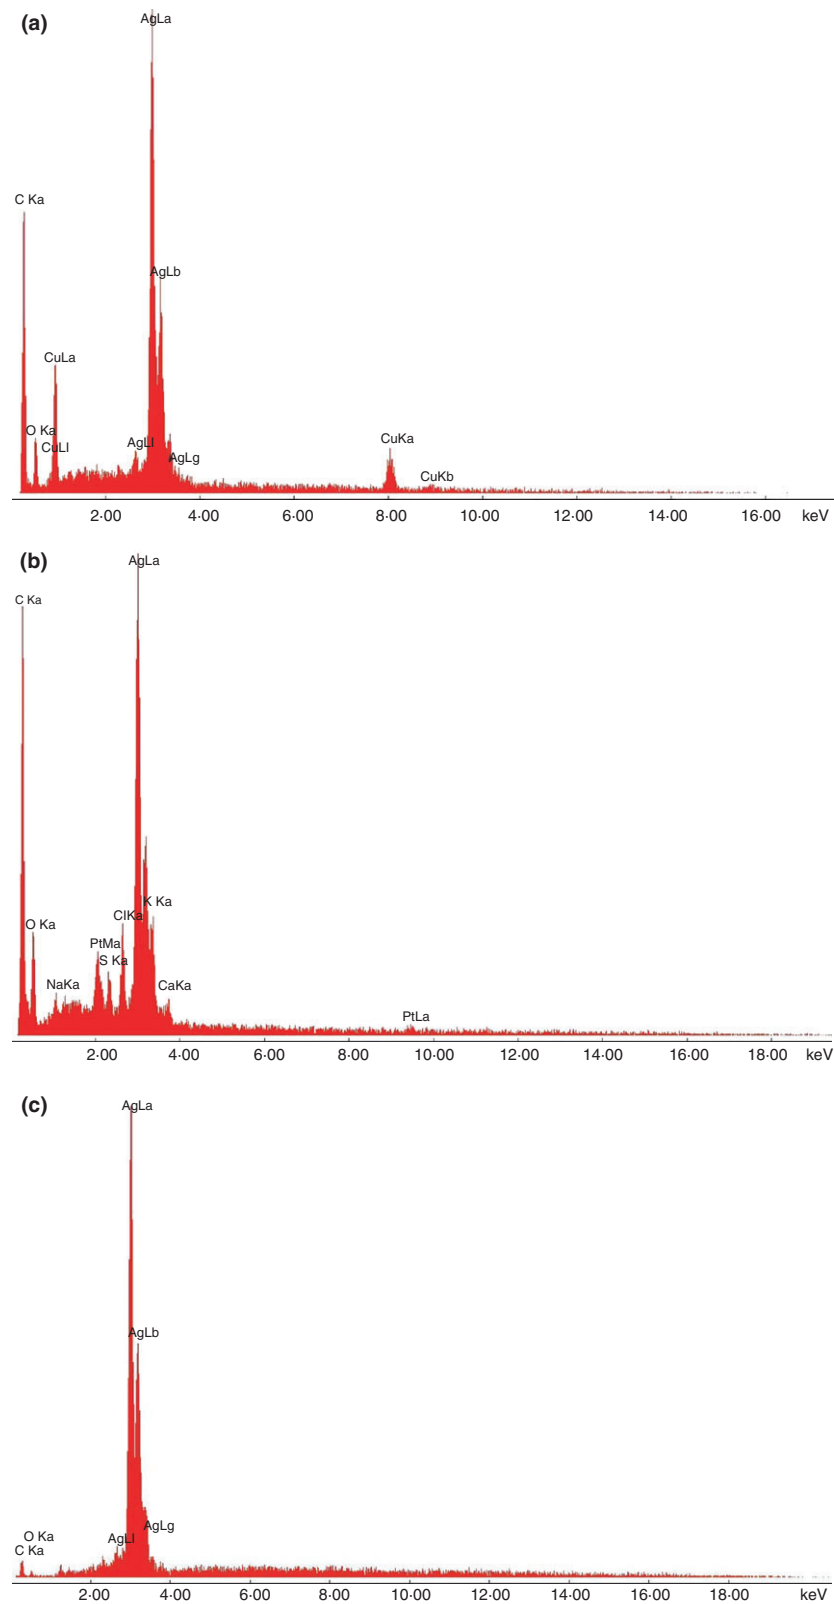 (a)
AgLa
C Ka
AgLb
CuLa
O Ka
CuLl
AgLl
AgLg
CuKa
CuKb
2·00 4·00 6·00 8·00 10·00 12·00 14·00 16·00 keV
(b)
AgLa
C Ka
K Ka
ClKa
O Ka
PtMa
S Ka
NaKa
CaKa
PtLa
2·00 4·00 6·00 8·00 10·00 12·00 14·00 16·00 18·00 keV
(c)
AgLa
AgLb
AgLg
O Ka
AgLl
C Ka
2·00 4·00 6·00 8·00 10·00 12·00 14·00 16·00 18·00 keV